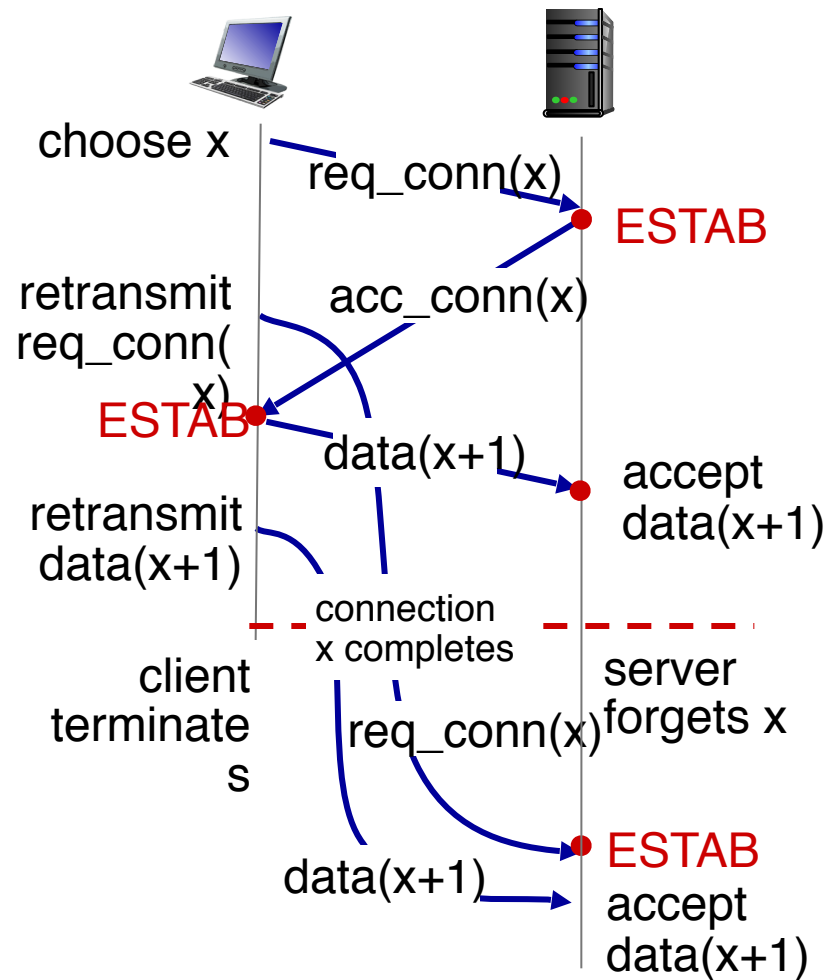 choose x
req_conn(x)
ESTAB
retransmit
req_conn(
x)
acc_conn(x)
ESTAB
data(x+1)
accept
data(x+1)
retransmit
data(x+1)
connection
x completes
client
terminate
s
server
forgets x
req_conn(x)
ESTAB
data(x+1)
accept
data(x+1)